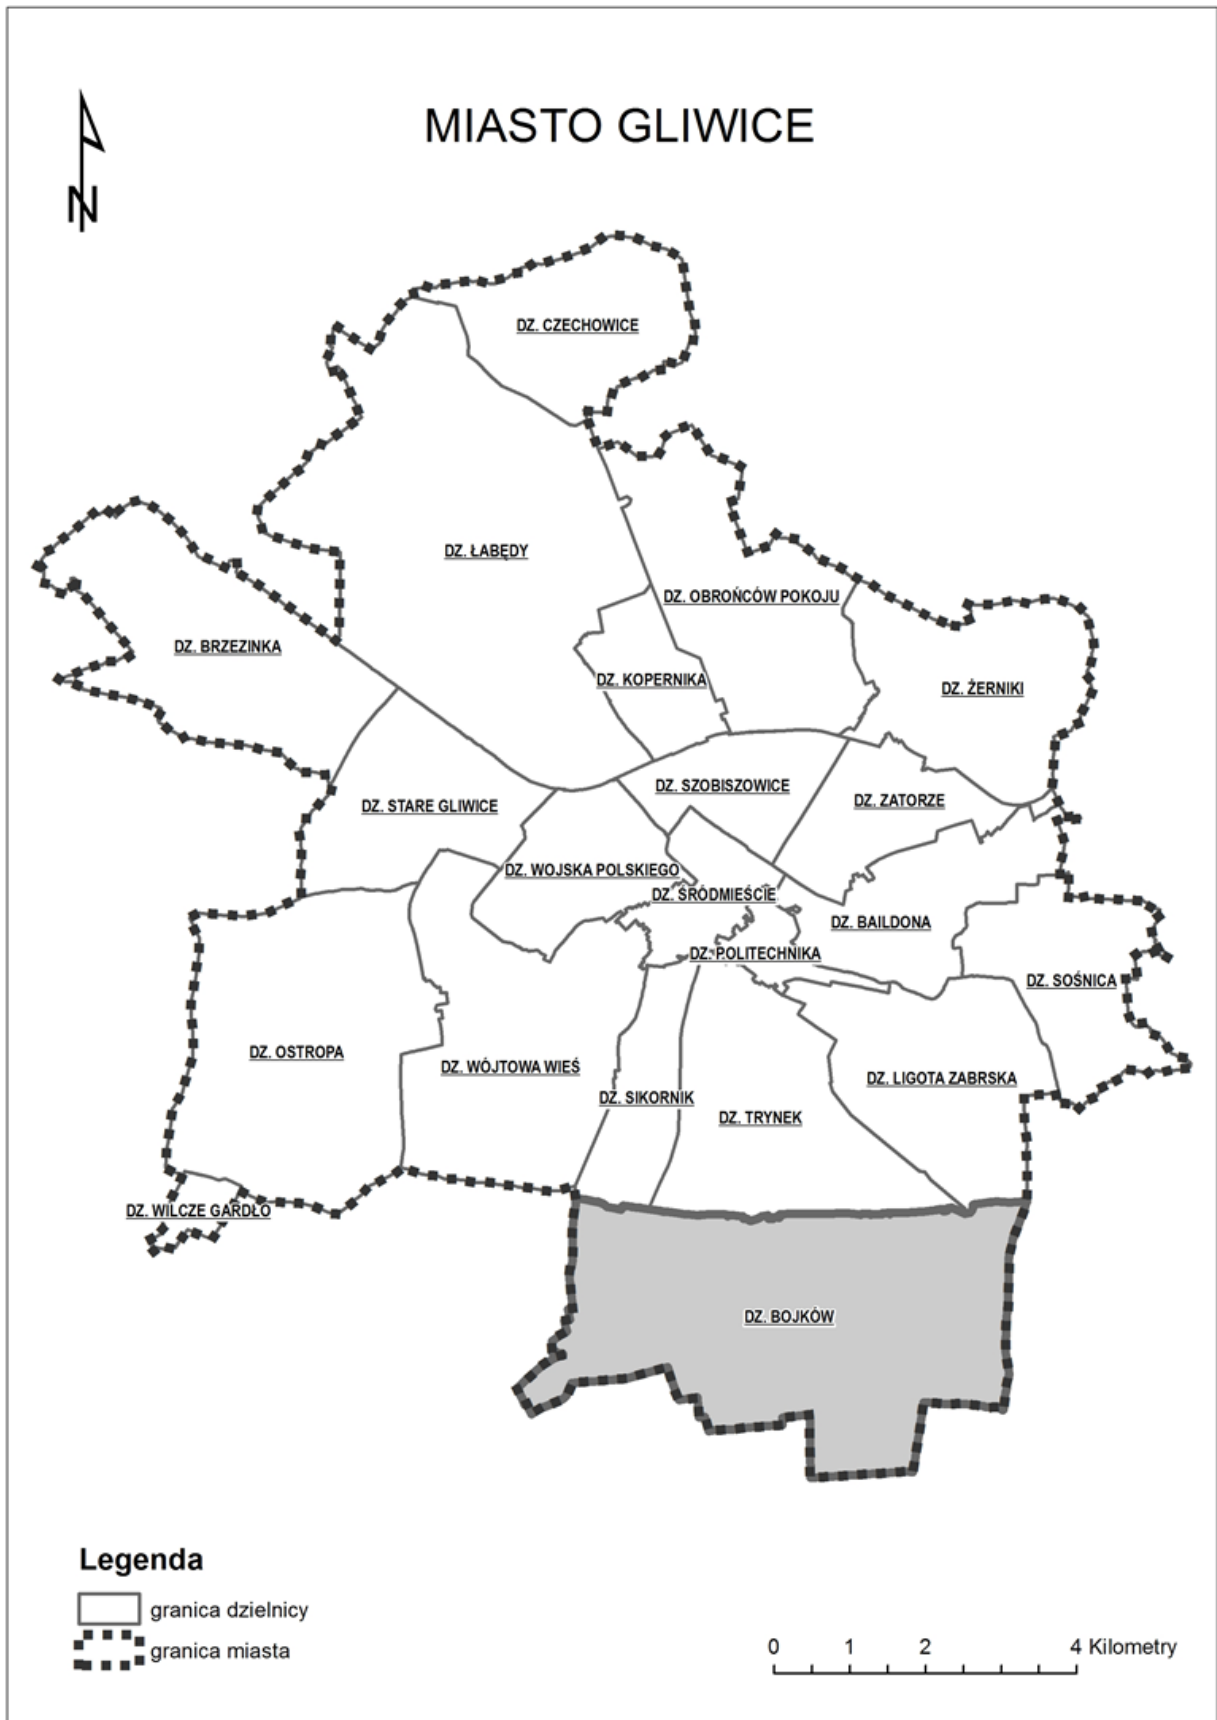 MIASTO GLIWICE
N
DZ. CZECHOWICE
DZ. ŁABĘDY
DZ. OBROŃCÓW POKOJU
DZ. BRZEZINKA
DZ. KOPERNIKA
DZ. ŻERNIKI
DZ. SZOBISZOWICE
DZ. STARE GLIWICE
DZ. ZATORZE
DZ. WOJSKA POLSKIEGO
DZ. ŚRÓDMIEŚCIE
DZ. BAILDONA
DZ. POLITECHNIKA
DZ. SOŚNICA
DZ. OSTROPA
DZ. WÓJTOWA WIEŚ
DZ. LIGOTA ZABRSKA
DZ. SIKORNIK
DZ. TRYNEK
DZ. WILCZE GARDŁO
DZ. BOJKÓW
Legenda
granica dzielnicy
granica miasta
0 1 2 4 Kilometry